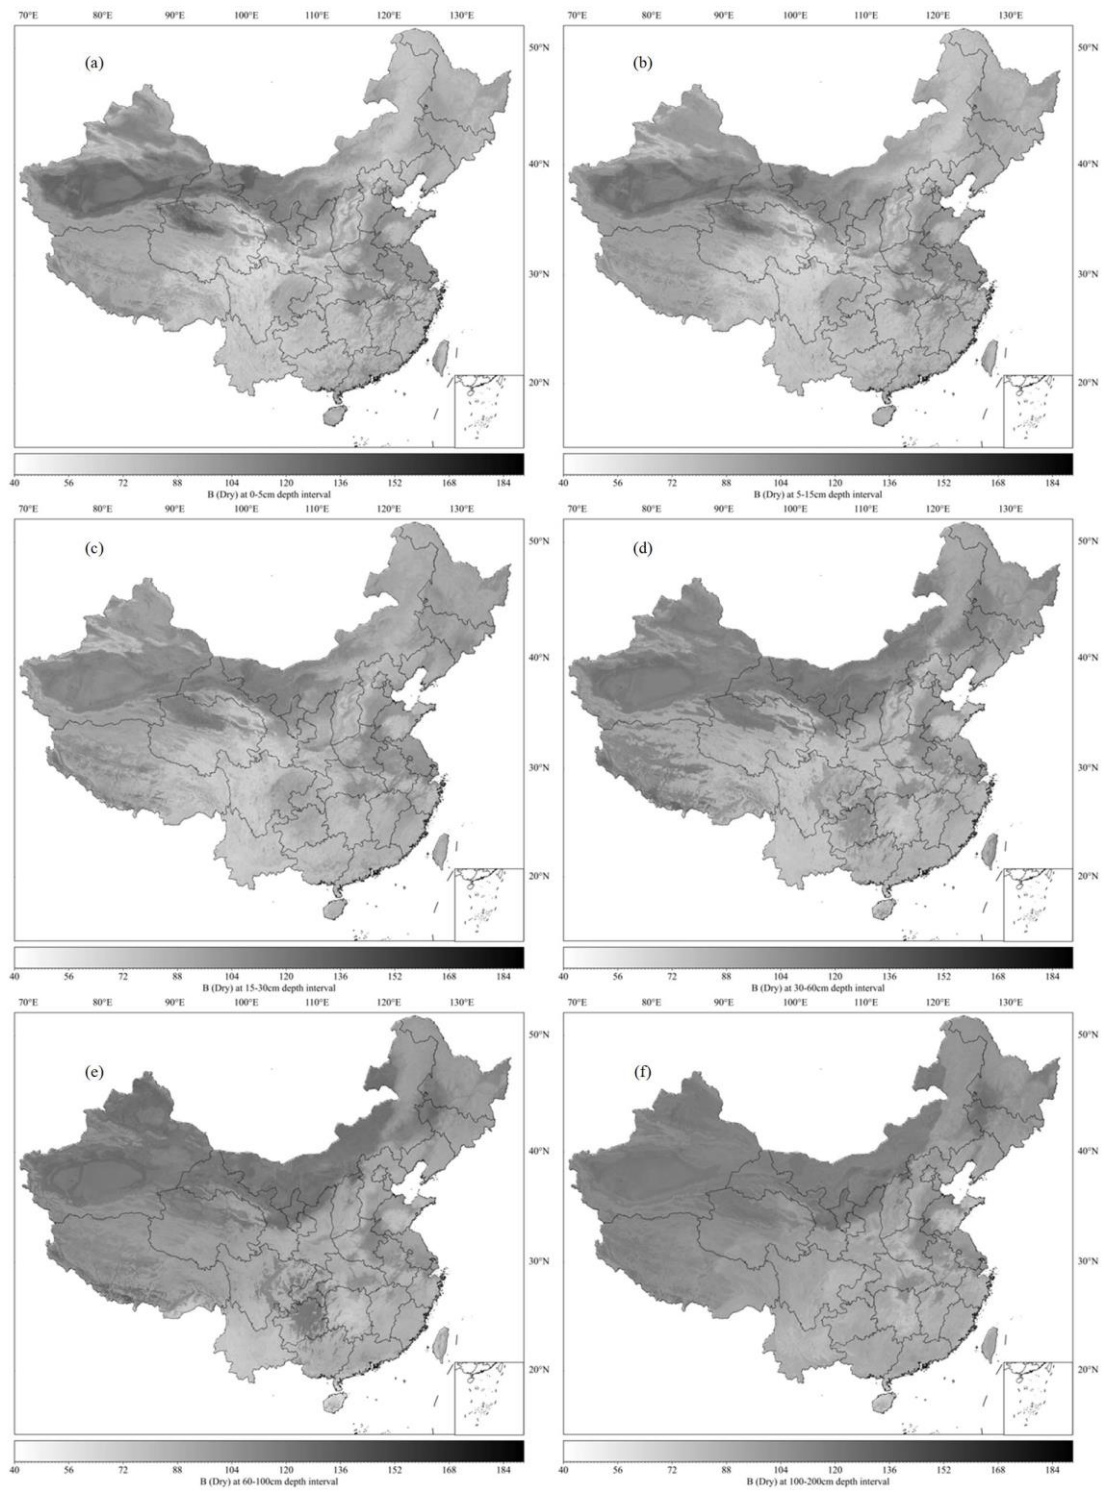 70°E 80°E 90°E 100°E 110°E 120°E 130°E
70°E 80°E 90°E 100°E 110°E 120°E 130°E
(a)
(b)
50°N
50°N
40°N
40°N
30°N
30°N
20°N
20°N
40 56 72 88 104 120 136 152 168 184
B (Dry) at 0-5cm depth interval
40 56 72 88 104 120 136 152 168 184
B (Dry) at 5-15cm depth interval
70°E 80°E 90°E 100°E 110°E 120°E 130°E
70°E 80°E 90°E 100°E 110°E 120°E 130°E
(c)
(d)
50°N
50°N
40°N
40°N
30°N
30°N
20°N
20°N
40 56 72 88 104 120 136 152 168 184
B (Dry) at 15-30cm depth interval
40 56 72 88 104 120 136 152 168 184
B (Dry) at 30-60cm depth interval
70°E 80°E 90°E 100°E 110°E 120°E 130°E
70°E 80°E 90°E 100°E 110°E 120°E 130°E
(e)
(f)
50°N
50°N
40°N
40°N
30°N
30°N
20°N
20°N
40 56 72 88 104 120 136 152 168 184
B (Dry) at 60-100cm depth interval
40 56 72 88 104 120 136 152 168 184
B (Dry) at 100-200cm depth interval